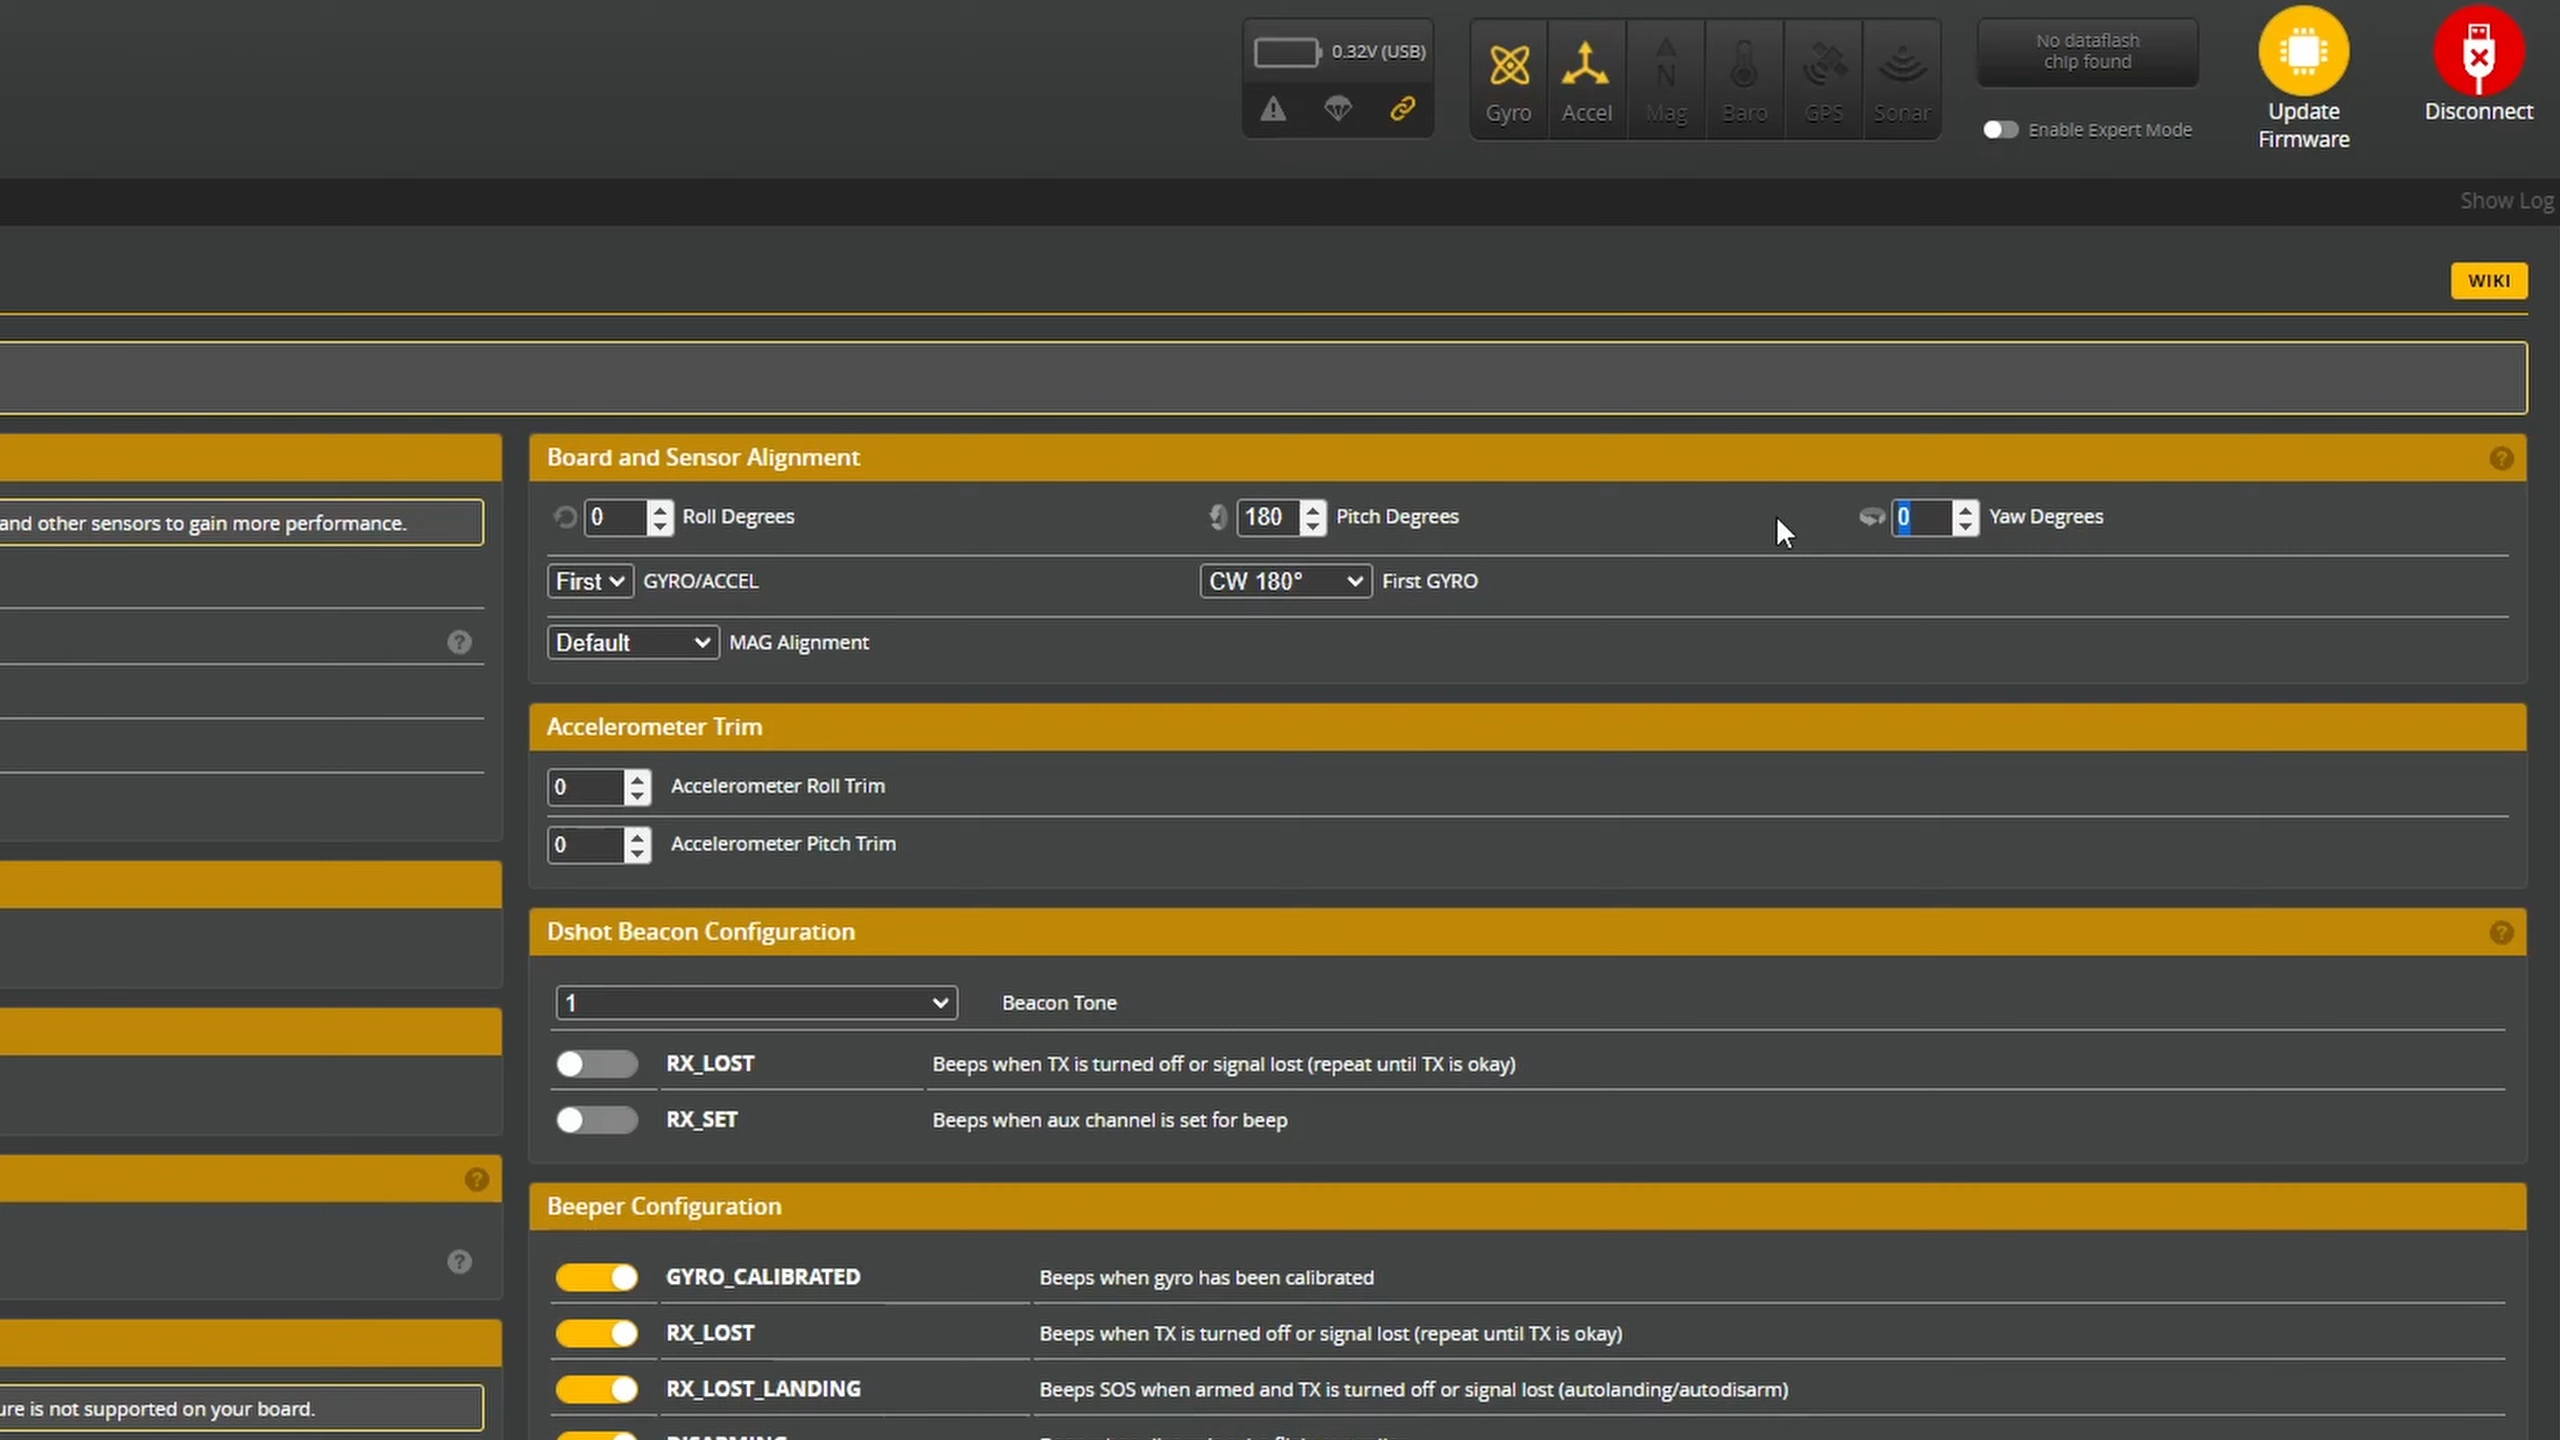 0.32V (USB)
Gyro
Accel
Mag
Baro
GPS
Sonar
No dataflash
chip found
Enable Expert Mode
Update
Firmware
Disconnect
Show Log
WIKI
and other sensors to gain more performance.
Board and Sensor Alignment
0 Roll Degrees
180 Pitch Degrees
0 Yaw Degrees
First GYRO/ACCEL
CW 180° First GYRO
Default MAG Alignment
Accelerometer Trim
0 Accelerometer Roll Trim
0 Accelerometer Pitch Trim
Dshot Beacon Configuration
1 Beacon Tone
RX_LOST Beeps when TX is turned off or signal lost (repeat until TX is okay)
RX_SET Beeps when aux channel is set for beep
Beeper Configuration
GYRO_CALIBRATED Beeps when gyro has been calibrated
RX_LOST Beeps when TX is turned off or signal lost (repeat until TX is okay)
RX_LOST_LANDING Beeps SOS when armed and TX is turned off or signal lost (autolanding/autodisarm)
ure is not supported on your board.